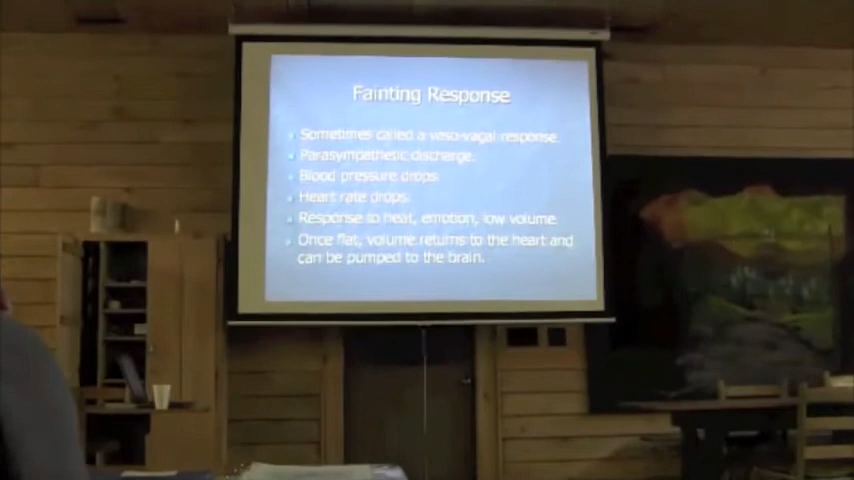 Fainting Response
Sometimes called a vaso-vagal response.
Parasympathetic discharge.
Blood pressure drops.
Heart rate drops.
Response to heat, emotion, low volume.
Once flat, volume returns to the heart and
can be pumped to the brain.